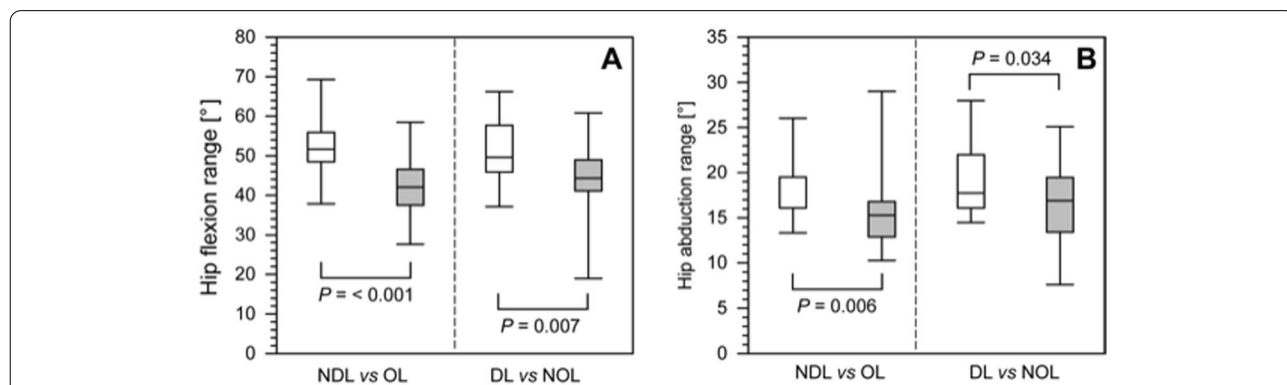 A
Hip flexion range [°]
80
70
60
50
40
30
20
10
0
P = < 0.001
P = 0.007
NDL vs OL
DL vs NOL
B
Hip abduction range [°]
35
30
25
20
15
10
5
0
P = 0.034
P = 0.006
NDL vs OL
DL vs NOL